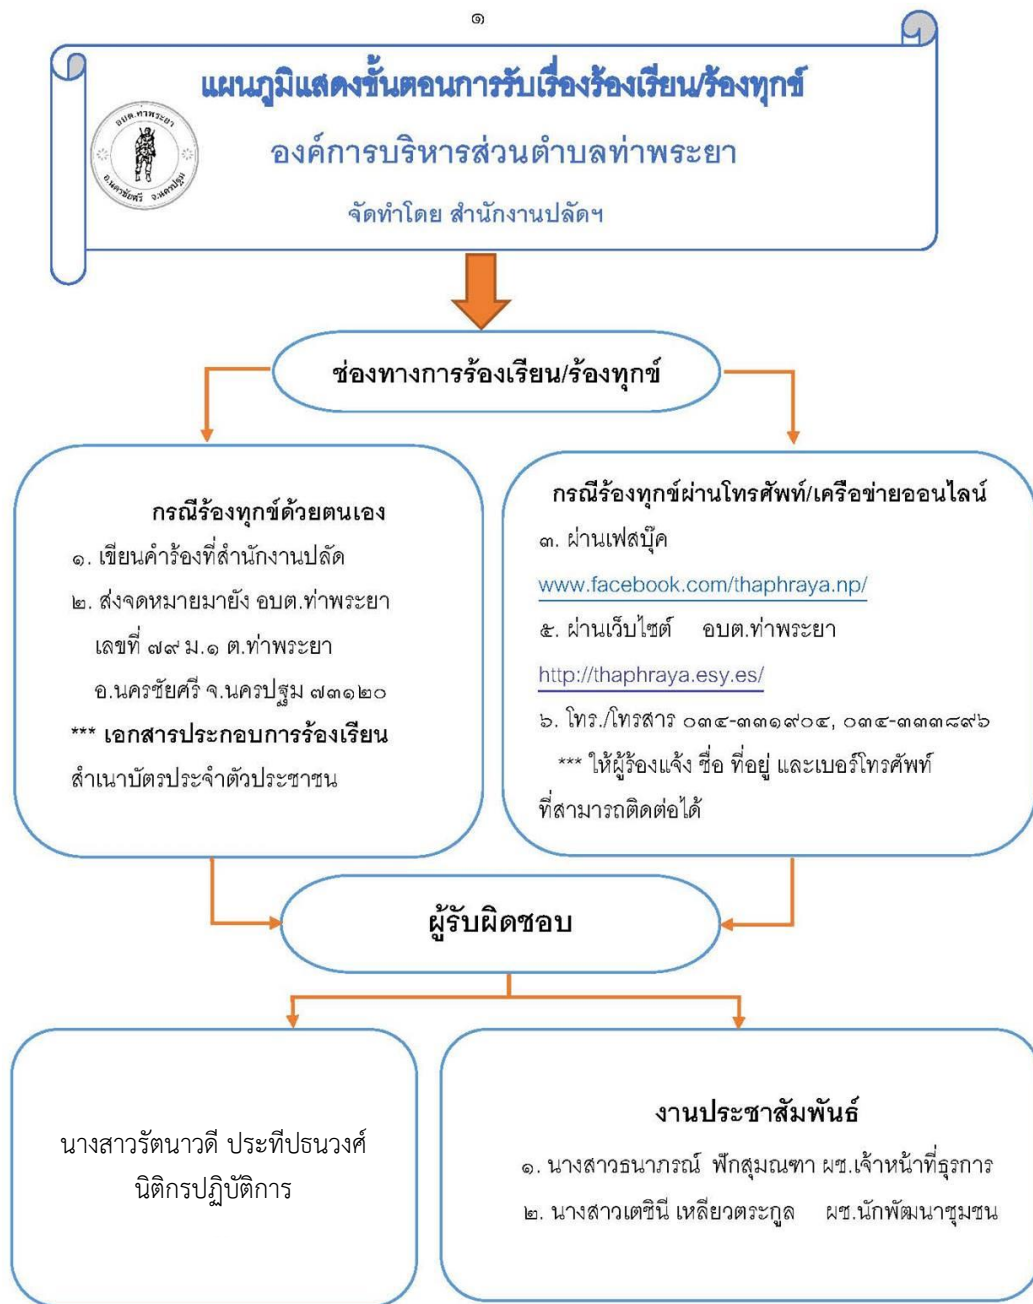 ๑
แผนภูมิแสดงขั้นตอนการรับเรื่องร้องเรียน/ร้องทุกข์
องค์การบริหารส่วนตำบลท่าพระยา
จัดทำโดย สำนักงานปลัดฯ
อบต.ท่าพระยา
อ.นครชัยศรี จ.นครปฐม
ช่องทางการร้องเรียน/ร้องทุกข์
กรณีร้องทุกข์ด้วยตนเอง
๑. เขียนคำร้องที่สำนักงานปลัด
๒. ส่งจดหมายมายัง อบต.ท่าพระยา
เลขที่ ๗๙ ม.๑ ต.ท่าพระยา
อ.นครชัยศรี จ.นครปฐม ๗๓๑๒๐
*** เอกสารประกอบการร้องเรียน
สำเนาบัตรประจำตัวประชาชน
กรณีร้องทุกข์ผ่านโทรศัพท์/เครือข่ายออนไลน์
๓. ผ่านเฟสบุ๊ค
www.facebook.com/thaphraya.np/
๕. ผ่านเว็บไซต์ อบต.ท่าพระยา
http://thaphraya.esy.es/
๖. โทร./โทรสาร ๐๓๔-๓๓๑๙๐๔, ๐๓๔-๓๓๓๘๙๖
*** ให้ผู้ร้องแจ้ง ชื่อ ที่อยู่ และเบอร์โทรศัพท์
ที่สามารถติดต่อได้
ผู้รับผิดชอบ
นางสาวรัตนาวดี ประทีปธนวงศ์
นิติกรปฏิบัติการ
งานประชาสัมพันธ์
๑. นางสาวธนาภรณ์ ฟักสุมณฑา ผช.เจ้าหน้าที่ธุรการ
๒. นางสาวเตชินี เหลียวตระกูล ผช.นักพัฒนาชุมชน